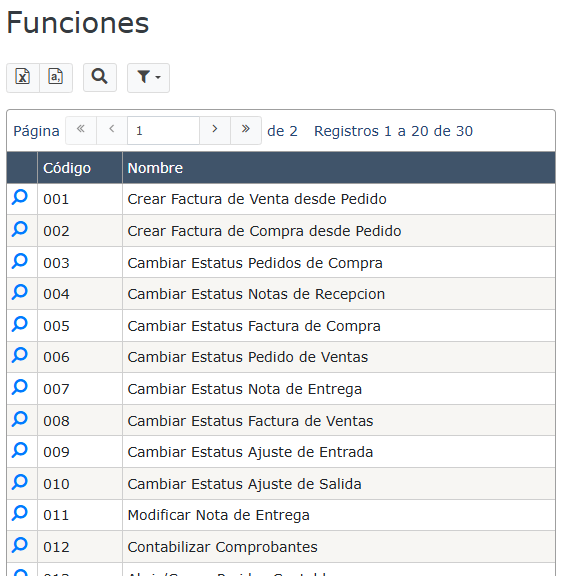 Funciones
Página 1 de 2 Registros 1 a 20 de 30
Código Nombre
001 Crear Factura de Venta desde Pedido
002 Crear Factura de Compra desde Pedido
003 Cambiar Estatus Pedidos de Compra
004 Cambiar Estatus Notas de Recepcion
005 Cambiar Estatus Factura de Compra
006 Cambiar Estatus Pedido de Ventas
007 Cambiar Estatus Nota de Entrega
008 Cambiar Estatus Factura de Ventas
009 Cambiar Estatus Ajuste de Entrada
010 Cambiar Estatus Ajuste de Salida
011 Modificar Nota de Entrega
012 Contabilizar Comprobantes